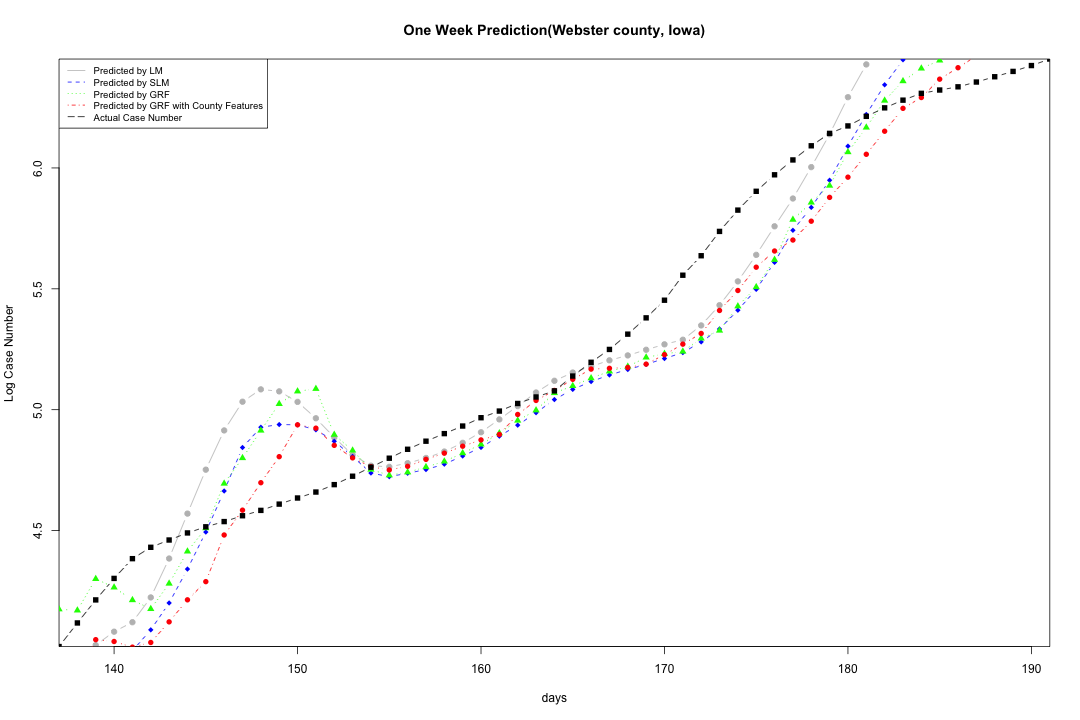 One Week Prediction(Webster county, Iowa)
Predicted by LM
Predicted by SLM
Predicted by GRF
Predicted by GRF with County Features
Actual Case Number
Log Case Number
6.0
5.5
5.0
4.5
140 150 160 170 180 190
days